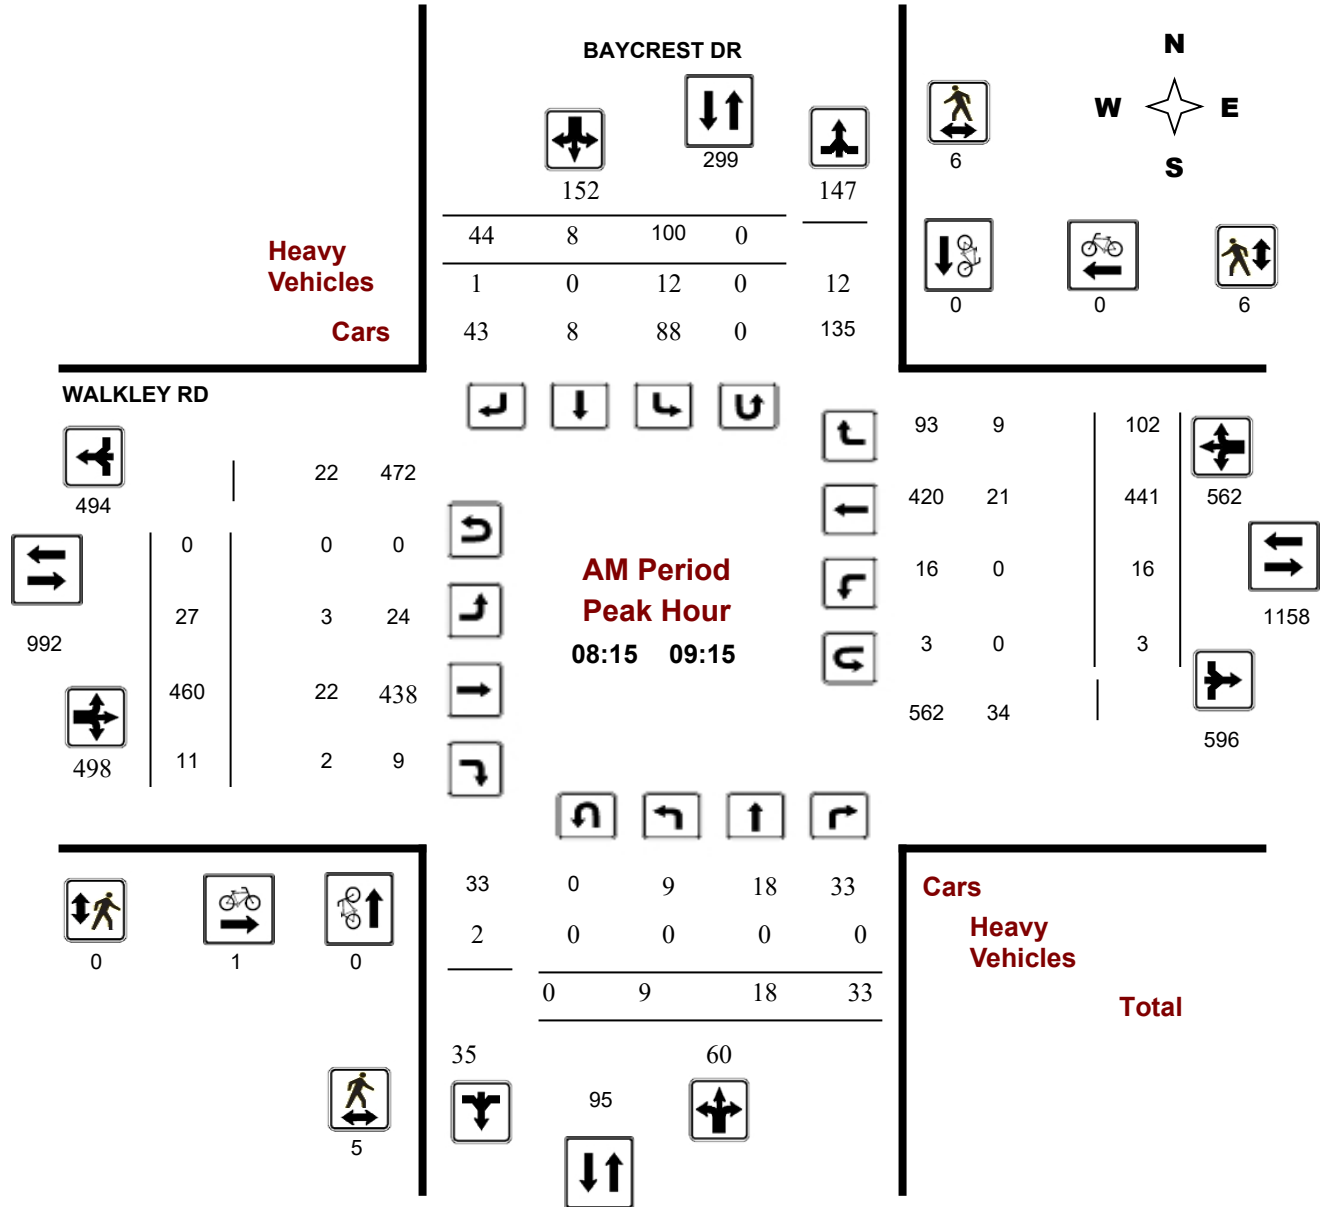 BAYCREST DR
N
W E
S
299
6
152
147
44 8 100 0
Heavy
Vehicles
1 0 12 0 12
0 0 6
Cars
43 8 88 0 135
WALKLEY RD
93 9 102
22 472
494
420 21 441 562
0 0 0
AM Period
16 0 16
Peak Hour
27 3 24
1158
992
08:15 09:15
3 0 3
460 22 438
562 34
596
498
11 2 9
33 0 9 18 33
Cars
2 0 0 0 0
Heavy
Vehicles
0 1 0
0 9 18 33
Total
35 60
95
5